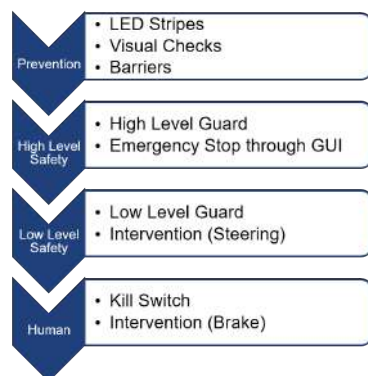 Prevention
• LED Stripes
• Visual Checks
• Barriers
High Level
Safety
• High Level Guard
• Emergency Stop through GUI
Low Level
Safety
• Low Level Guard
• Intervention (Steering)
Human
• Kill Switch
• Intervention (Brake)